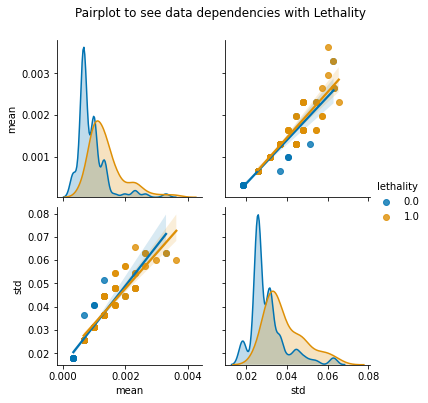 Pairplot to see data dependencies with Lethality
0.003
0.002
0.001
mean
lethality
0.0
1.0
0.08
0.07
0.06
0.05
0.04
0.03
0.02
std
0.000 0.002 0.004
mean
0.02 0.04 0.06 0.08
std